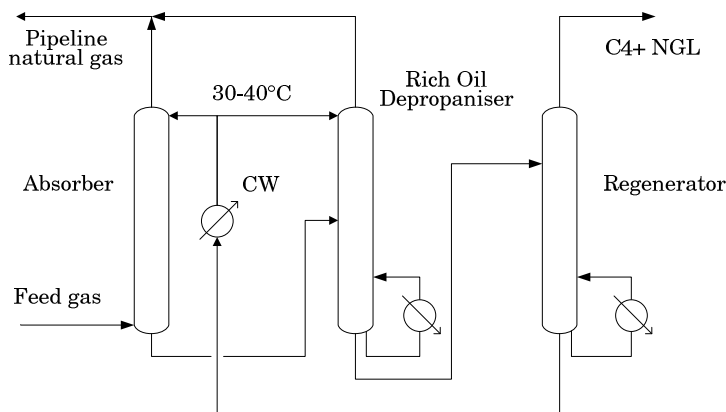 Pipeline
natural gas
C4+ NGL
Rich Oil
Depropaniser
30-40°C
Absorber
CW
Regenerator
Feed gas